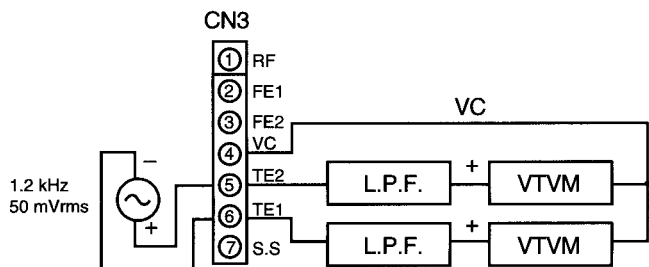 CN3
① RF
② FE1
③ FE2
④ VC
⑤ TE2
⑥ TE1
⑦ S.S
VC
1.2 kHz
50 mVrms
−
+
L.P.F.
+
VTVM
L.P.F.
+
VTVM